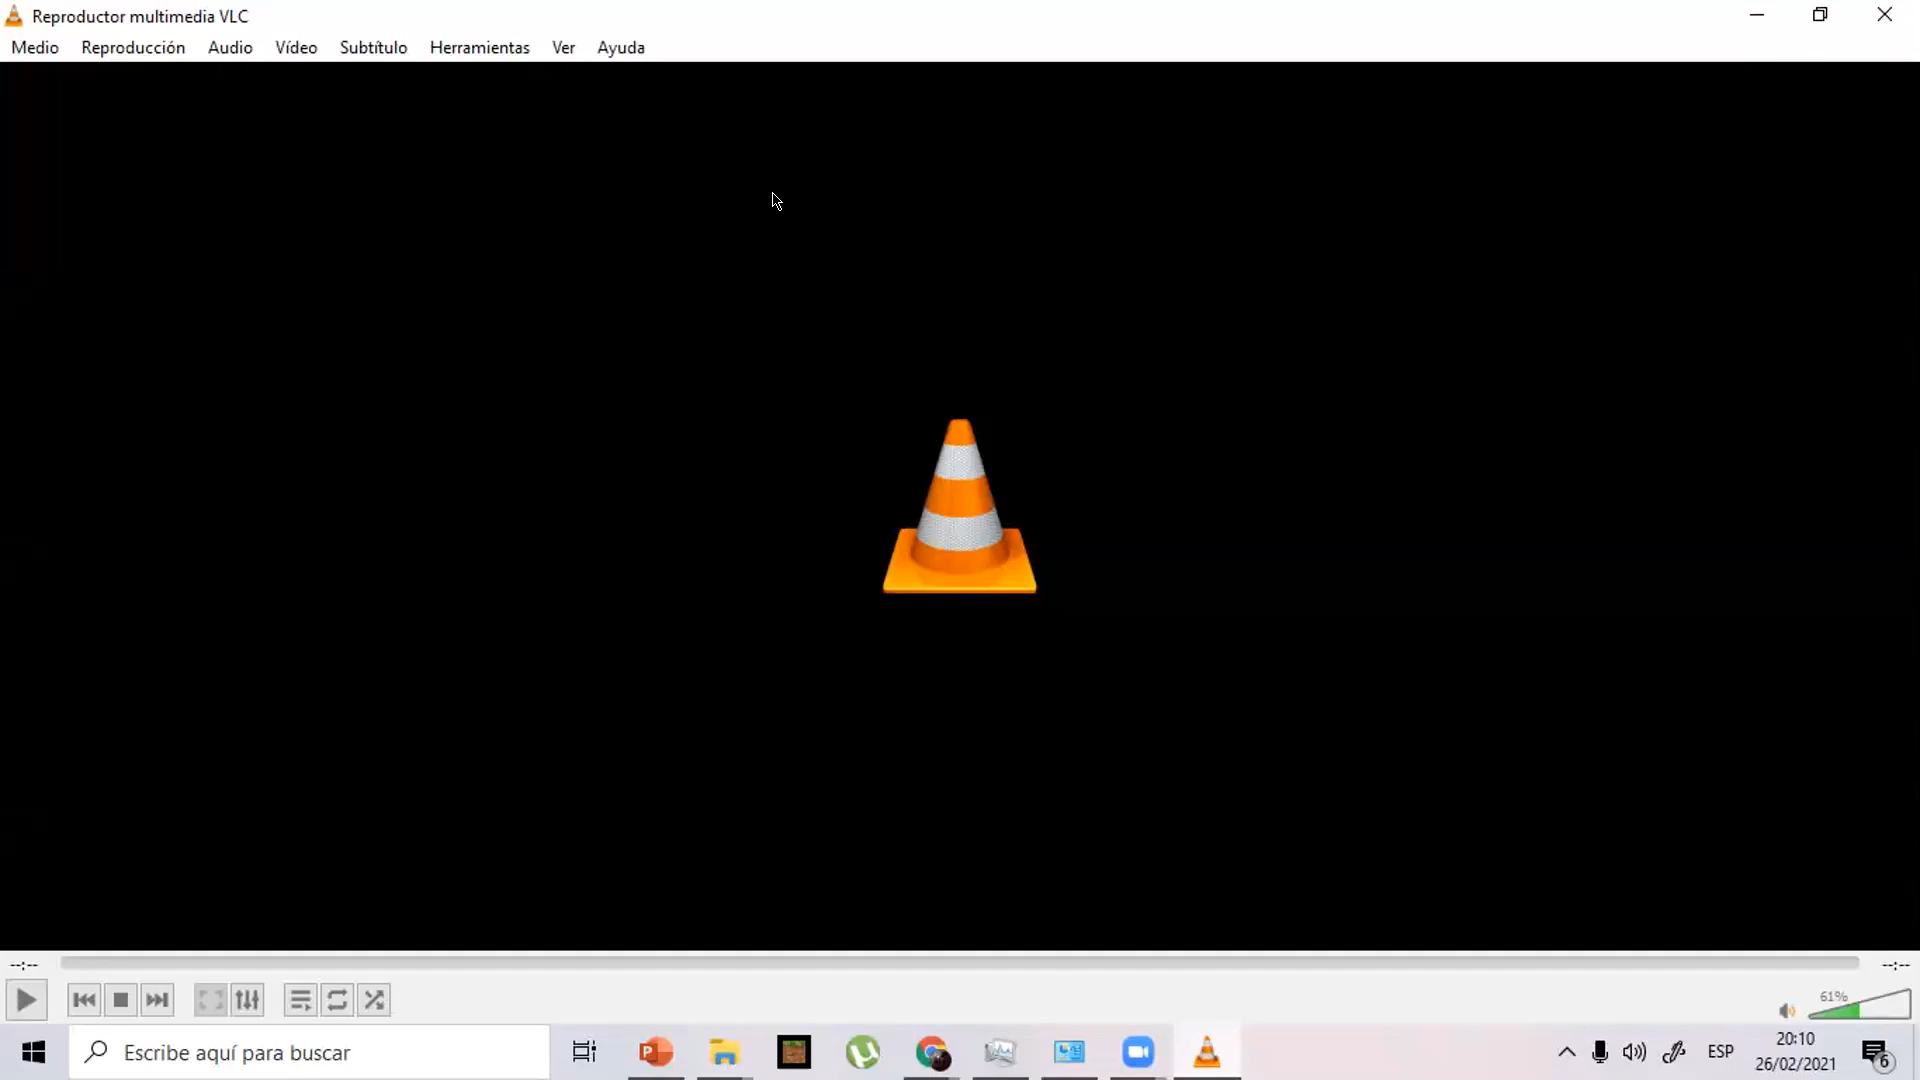 Reproductor multimedia VLC
Medio Reproducción Audio Vídeo Subtítulo Herramientas Ver Ayuda
--:-- --:--
61%
Escribe aquí para buscar
ESP
20:10
26/02/2021
6